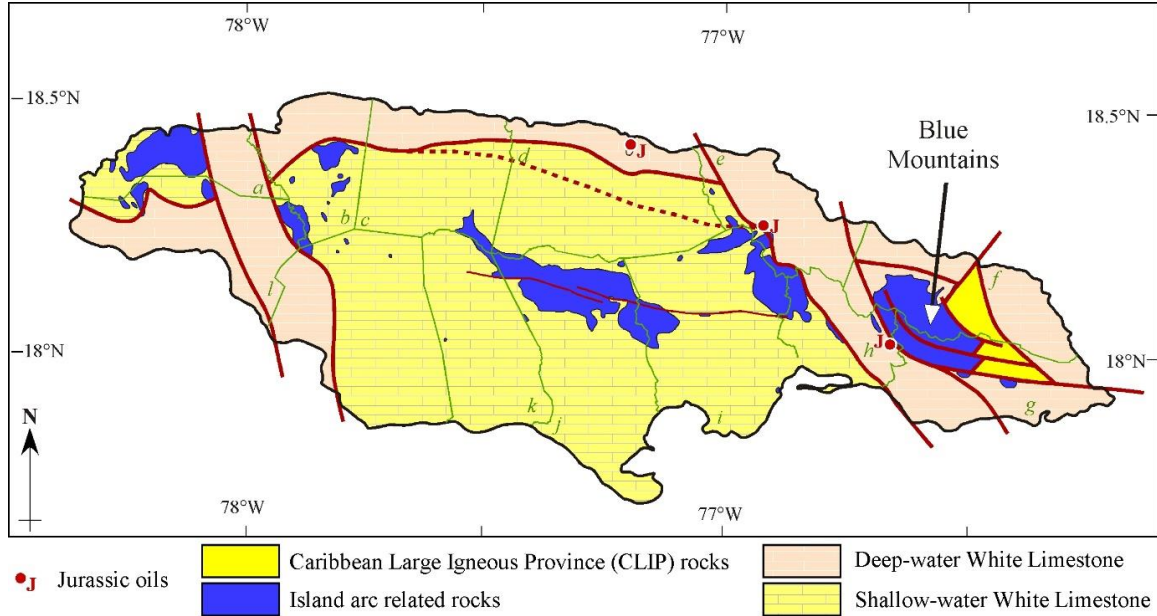 78°W
77°W
18.5°N
18.5°N
Blue
Mountains
J
d
e
a
b
c
J
f
l
18°N
J
h
18°N
k
j
i
g
N
78°W
77°W
J
Jurassic oils
Caribbean Large Igneous Province (CLIP) rocks
Island arc related rocks
Deep-water White Limestone
Shallow-water White Limestone